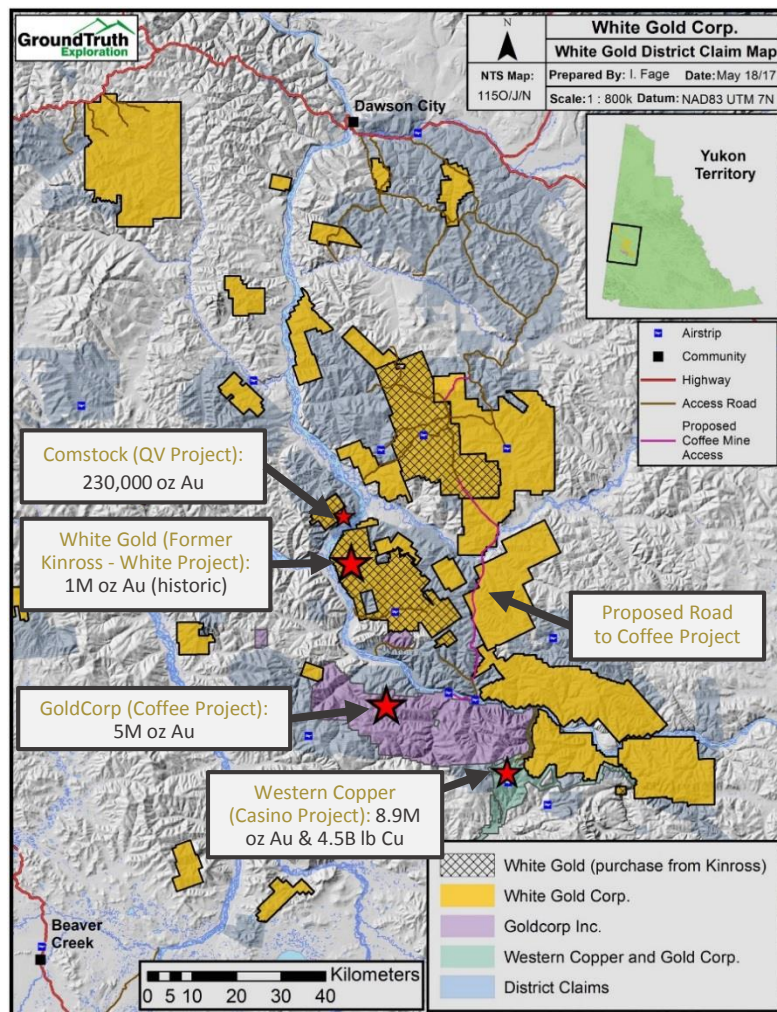 GroundTruth
Exploration
N
NTS Map:
115O/J/N
White Gold Corp.
White Gold District Claim Map
Prepared By: I. Fage Date: May 18/17
Scale: 1 : 800k Datum: NAD83 UTM 7N
Dawson City
Yukon
Territory
Airstrip
Community
Highway
Access Road
Proposed
Coffee Mine
Access
Comstock (QV Project):
230,000 oz Au
White Gold (Former
Kinross - White Project):
1M oz Au (historic)
Proposed Road
to Coffee Project
GoldCorp (Coffee Project):
5M oz Au
Western Copper
(Casino Project): 8.9M
oz Au & 4.5B lb Cu
Beaver
Creek
Kilometers
0 5 10 20 30 40
White Gold (purchase from Kinross)
White Gold Corp.
Goldcorp Inc.
Western Copper and Gold Corp.
District Claims